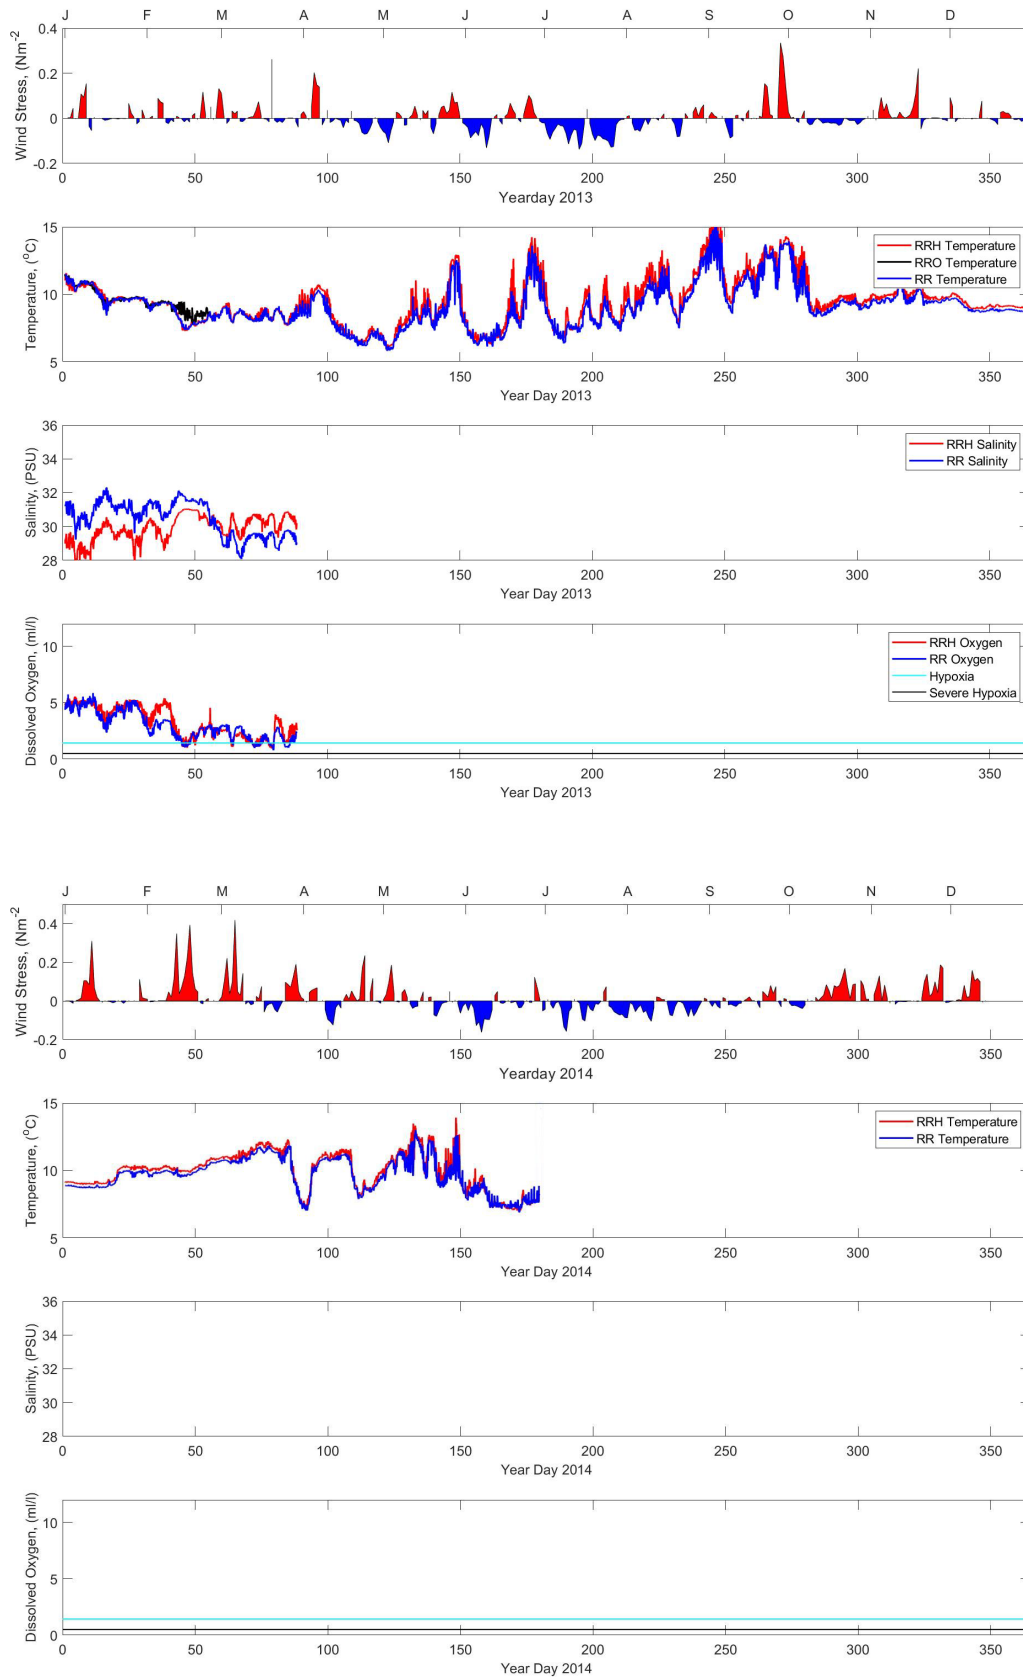 J F M A M J J A S O N D
0.4
0.2
0
-0.2
Wind Stress, (Nm-2
0 50 100 150 200 250 300 350
Yearday 2013
15
10
5
Temperature, (oC)
RRH Temperature
RRO Temperature
RR Temperature
0 50 100 150 200 250 300 350
Year Day 2013
36
34
32
30
28
Salinity, (PSU)
RRH Salinity
RR Salinity
0 50 100 150 200 250 300 350
Year Day 2013
10
5
0
Dissolved Oxygen, (ml/l)
RRH Oxygen
RR Oxygen
Hypoxia
Severe Hypoxia
0 50 100 150 200 250 300 350
Year Day 2013
J F M A M J J A S O N D
0.4
0.2
0
-0.2
Wind Stress, (Nm-2
0 50 100 150 200 250 300 350
Yearday 2014
15
10
5
Temperature, (oC)
RRH Temperature
RR Temperature
0 50 100 150 200 250 300 350
Year Day 2014
36
34
32
30
28
Salinity, (PSU)
0 50 100 150 200 250 300 350
Year Day 2014
10
5
0
Dissolved Oxygen, (ml/l)
0 50 100 150 200 250 300 350
Year Day 2014